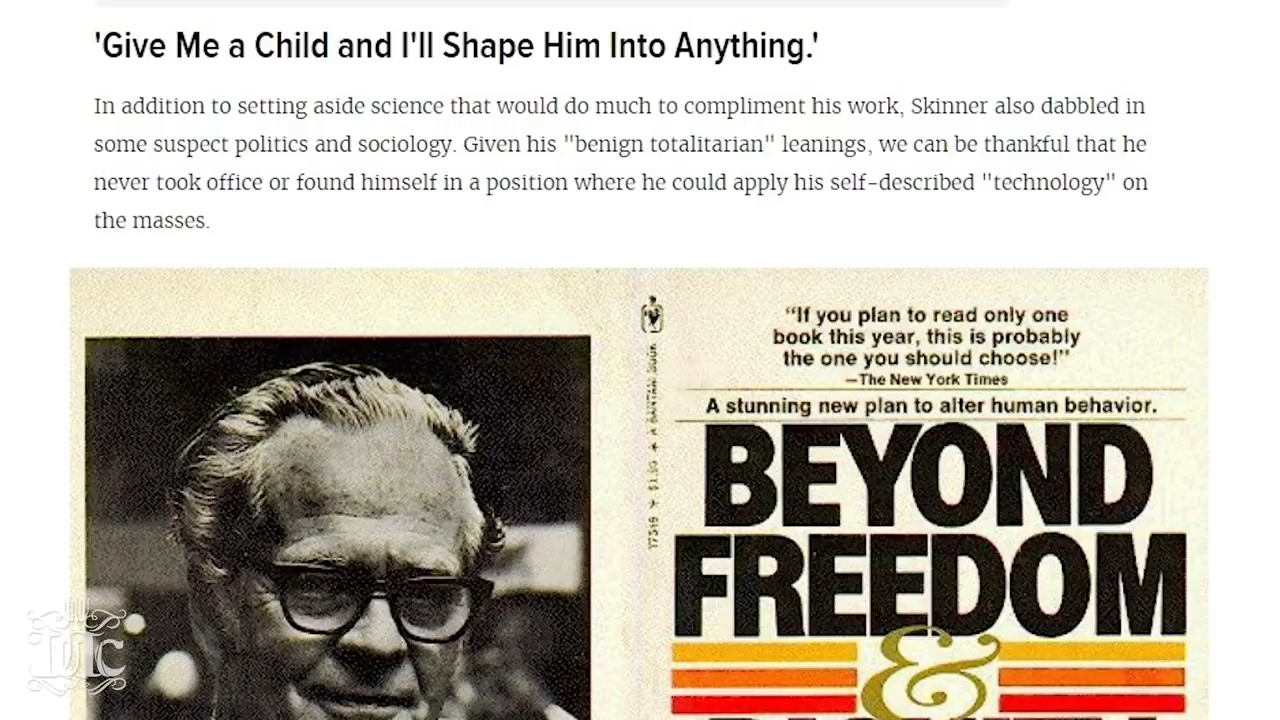 'Give Me a Child and I'll Shape Him Into Anything.'
In addition to setting aside science that would do much to compliment his work, Skinner also dabbled in
some suspect politics and sociology. Given his "benign totalitarian" leanings, we can be thankful that he
never took office or found himself in a position where he could apply his self-described "technology" on
the masses.
“If you plan to read only one
book this year, this is probably
the one you should choose!”
—The New York Times
A stunning new plan to alter human behavior.
BEYOND
FREEDOM
&